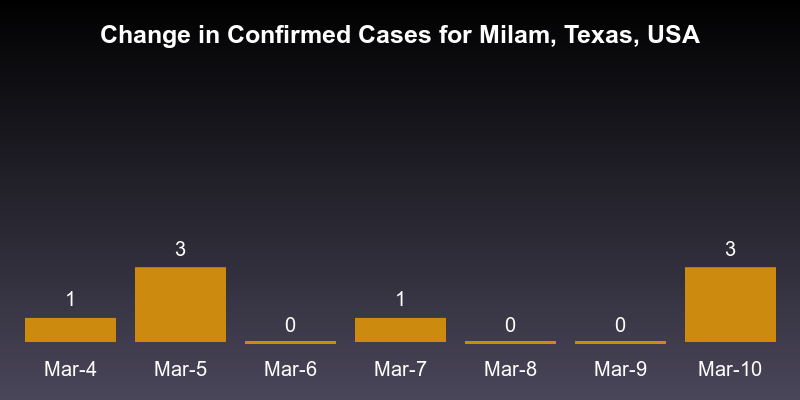 Change in Confirmed Cases for Milam, Texas, USA
1
3
0
1
0
0
3
Mar-4
Mar-5
Mar-6
Mar-7
Mar-8
Mar-9
Mar-10